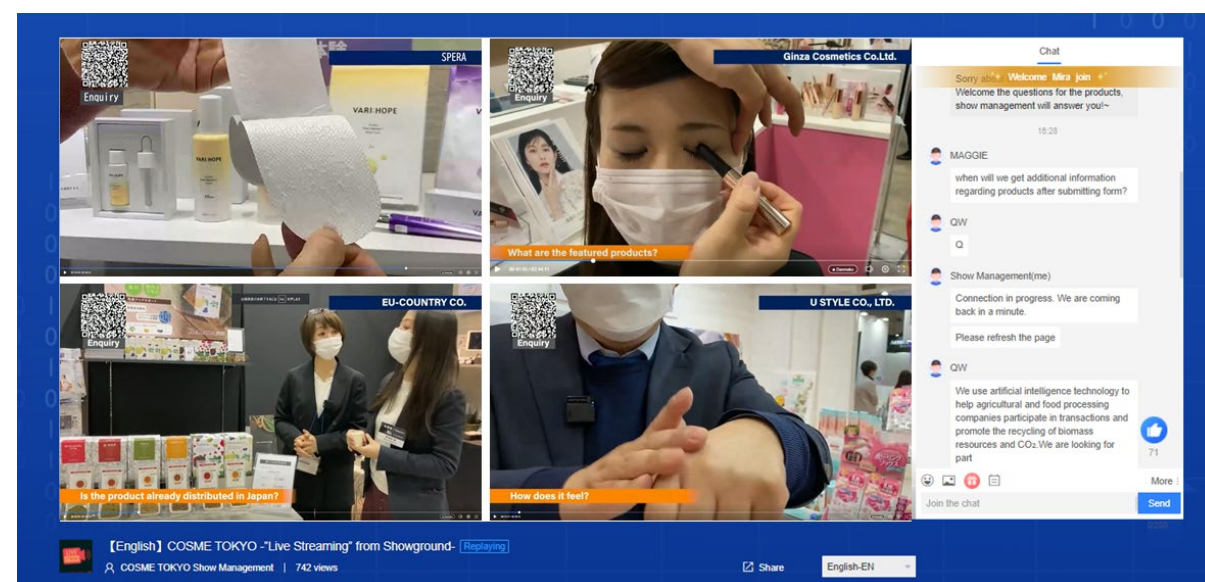 SPERA
Enquiry
VARI:HOPE
VARI:HOPE
Ginza Cosmetics Co.Ltd.
Enquiry
What are the featured products?
EU-COUNTRY CO.
Enquiry
Is the product already distributed in Japan?
U STYLE CO., LTD.
Enquiry
How does it feel?
Chat
Welcome Mira join
Welcome the questions for the products,
show management will answer you!~
16:28
MAGGIE
when will we get additional information
regarding products after submitting form?
QW
Q
Show Management(me)
Connection in progress. We are coming
back in a minute.
Please refresh the page
QW
We use artificial intelligence technology to
help agricultural and food processing
companies participate in transactions and
promote the recycling of biomass
resources and CO₂.We are looking for
part
71
More
Join the chat
Send
0/200
LIVE
【English】COSME TOKYO -"Live Streaming" from Showground- Replaying
COSME TOKYO Show Management | 742 views
Share
English-EN